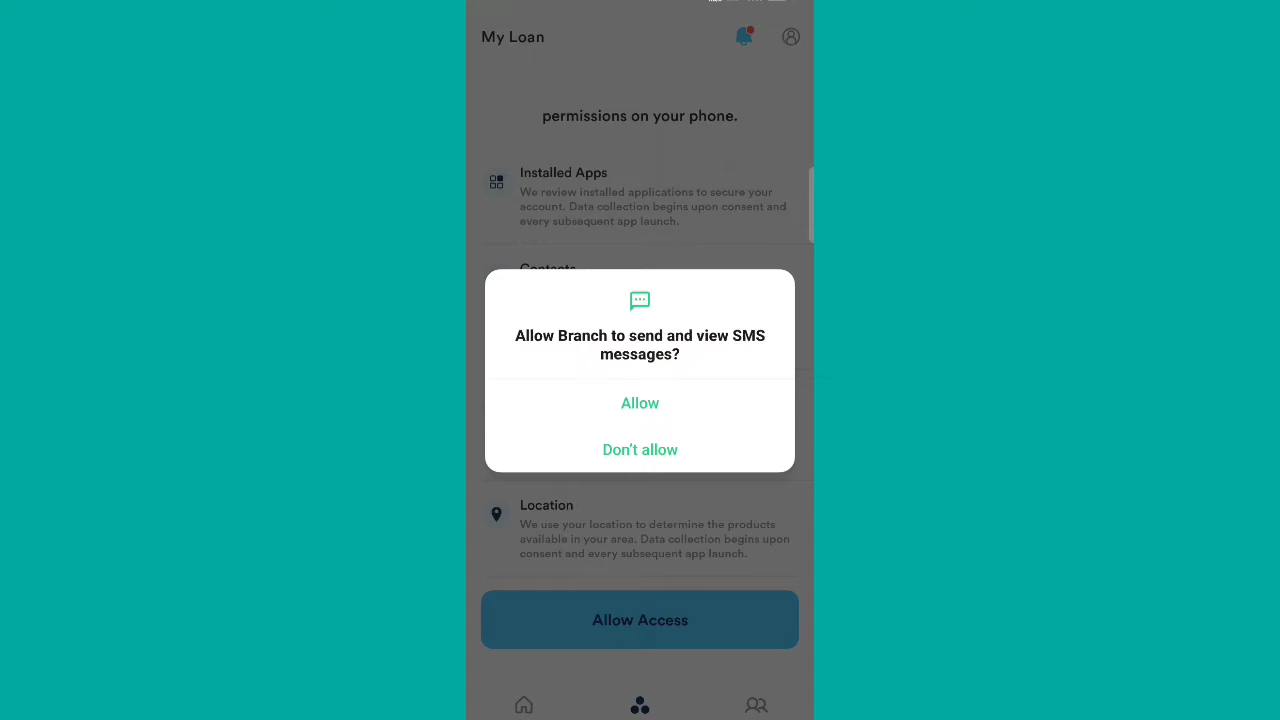 My Loan
permissions on your phone.
Installed Apps
We review installed applications to secure your
account. Data collection begins upon consent and
every subsequent app launch.
Contacts
Allow Branch to send and view SMS
messages?
Allow
Don't allow
Location
We use your location to determine the products
available in your area. Data collection begins upon
consent and every subsequent app launch.
Allow Access